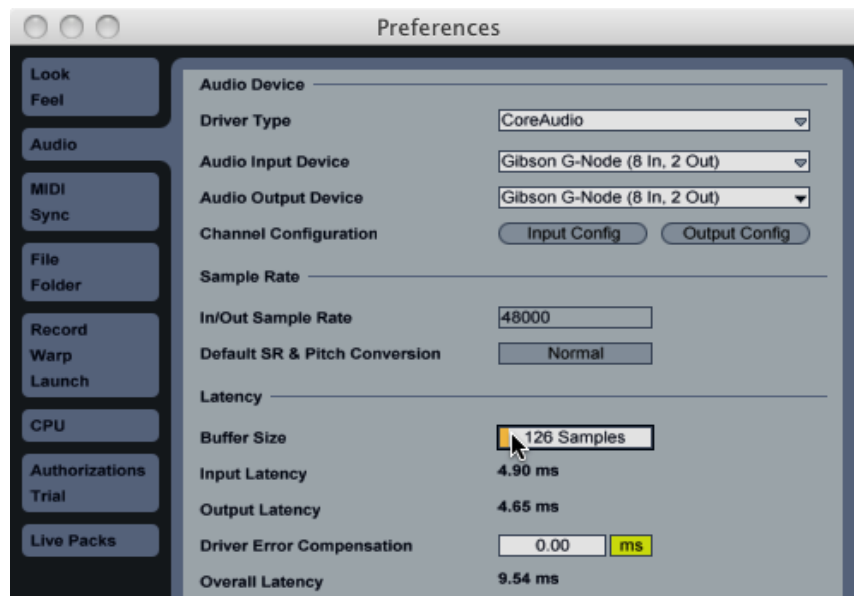 Preferences
Look
Feel
Audio
MIDI
Sync
File
Folder
Record
Warp
Launch
CPU
Authorizations
Trial
Live Packs
Audio Device
Driver Type CoreAudio
Audio Input Device Gibson G-Node (8 In, 2 Out)
Audio Output Device Gibson G-Node (8 In, 2 Out)
Channel Configuration Input Config Output Config
Sample Rate
In/Out Sample Rate 48000
Default SR & Pitch Conversion Normal
Latency
Buffer Size 126 Samples
Input Latency 4.90 ms
Output Latency 4.65 ms
Driver Error Compensation 0.00 ms
Overall Latency 9.54 ms